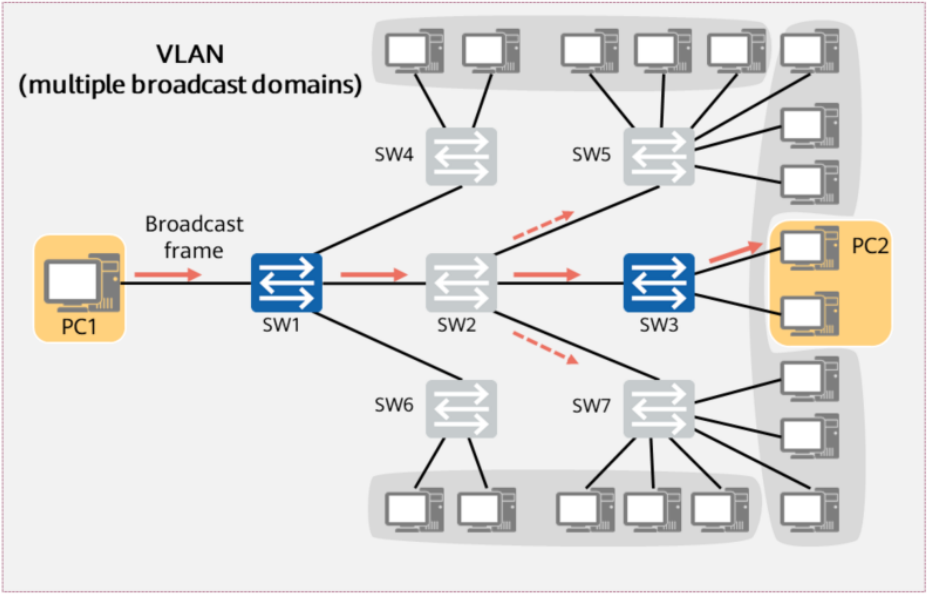 VLAN
(multiple broadcast domains)
SW4
SW5
Broadcast
frame
PC2
PC1
SW1
SW2
SW3
SW6
SW7